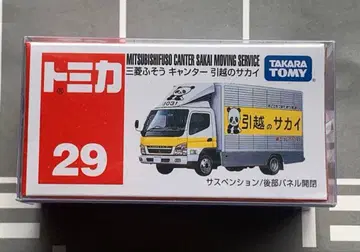 MITSUBISHIFUSO CANTER SAKAI MOVING SERVICE
三菱ふそう キャンター 引越のサカイ
TAKARA
TOMY
トミカ
29
0031
引越のサカイ
サスペンション/後部パネル開閉